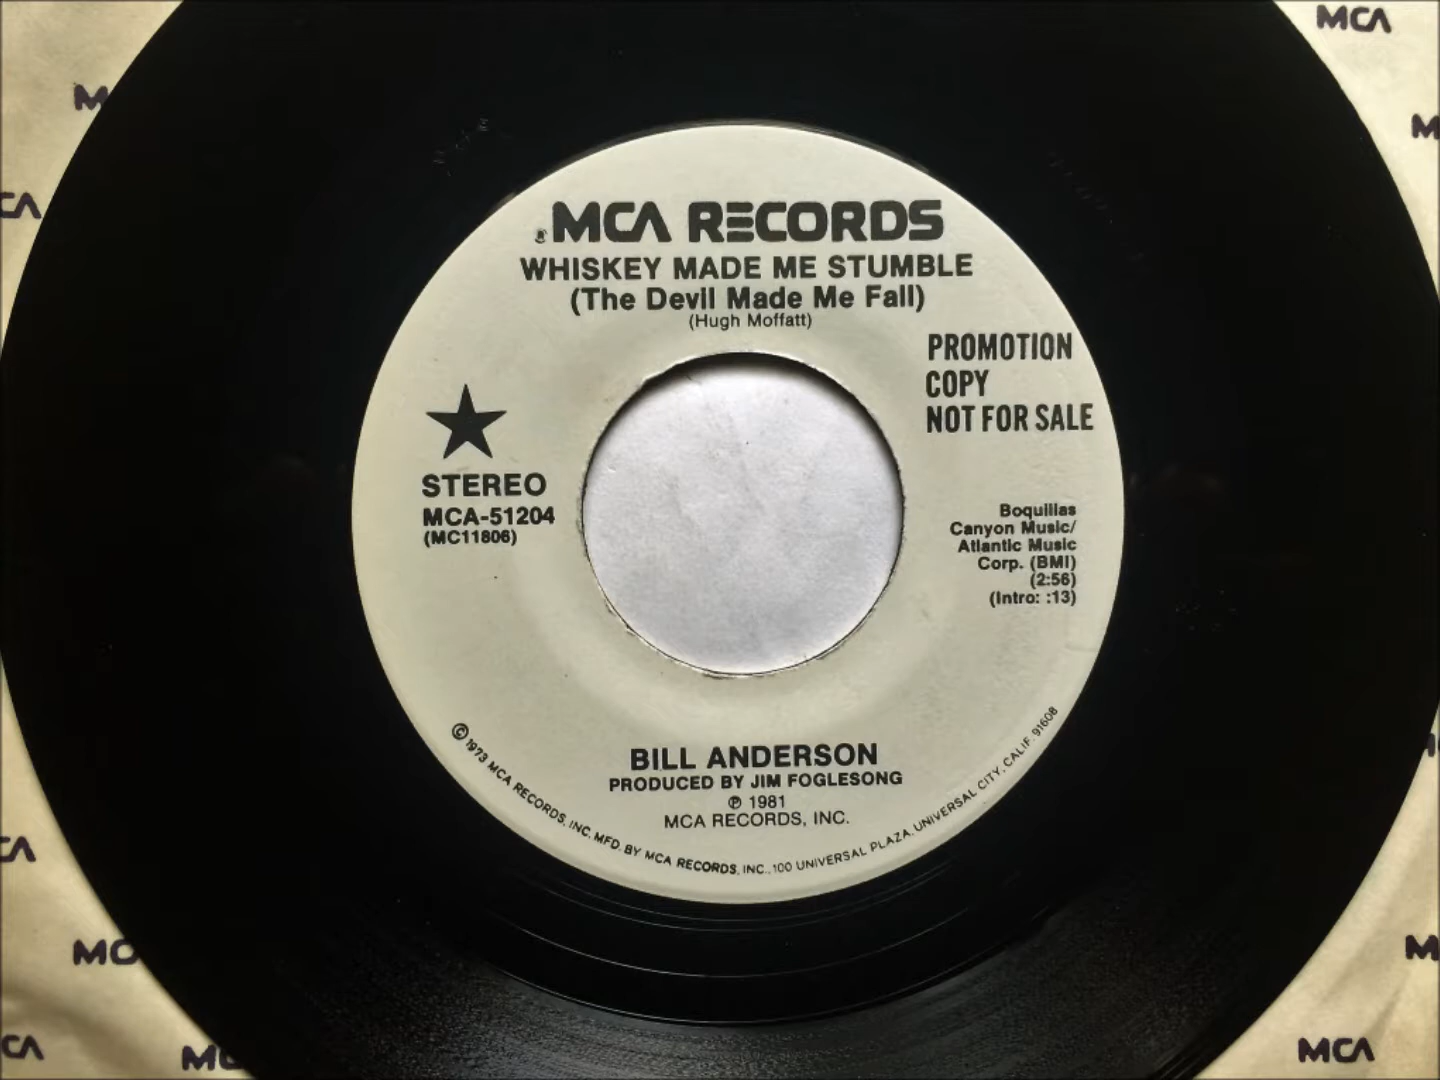 MCA
MCA RECORDS
WHISKEY MADE ME STUMBLE
(The Devil Made Me Fall)
(Hugh Moffatt)
PROMOTION
COPY
NOT FOR SALE
STEREO
MCA-51204
(MC11806)
Boquillas
Canyon Music/
Atlantic Music
Corp. (BMI)
(2:56)
(Intro: :13)
BILL ANDERSON
PRODUCED BY JIM FOGLESONG
℗ 1981
MCA RECORDS, INC.
© 1973 MCA RECORDS, INC. MFD. BY MCA RECORDS, INC., 100 UNIVERSAL PLAZA, UNIVERSAL CITY, CALIF. 91608
MCA